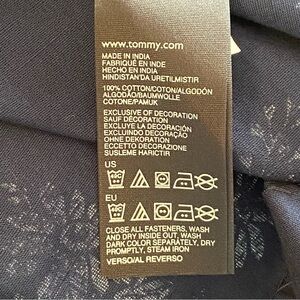 www.tommy.com
MADE IN INDIA
FABRIQUÉ EN INDE
HECHO EN INDIA
HINDISTAN'DA URETILMISTIR
100% COTTON/COTON/ALGODÓN
ALGODÃO/BAUMWOLLE
COTONE/PAMUK
EXCLUSIVE OF DECORATION
SAUF DÉCORATION
EXCLUYE LA DECORACIÓN
EXCLUINDO DECORAÇÃO
OHNE DEKORATION
ECCETTO DECORAZIONE
SUSLEME HARICTIR
US
EU
CLOSE ALL FASTENERS, WASH
AND DRY INSIDE OUT, WASH
DARK COLOR SEPARATELY, DRY
PROMPTLY, STEAM IRON
VERSO/AL REVERSO